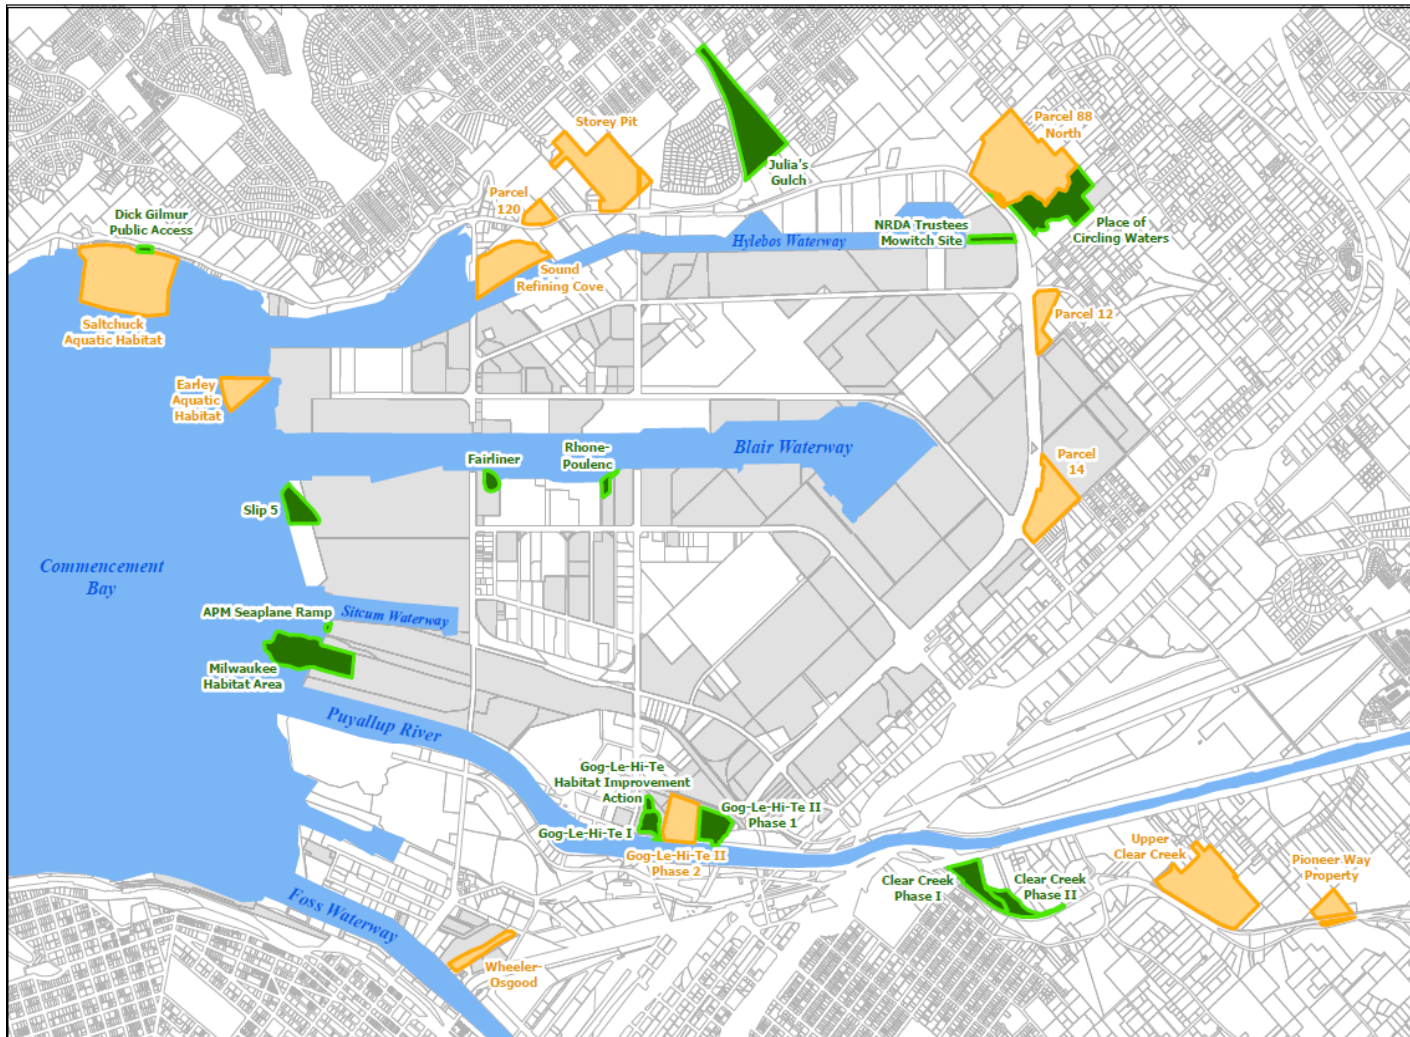 Storey Pit
Parcel 88
North
Julia's
Gulch
Parcel
120
Dick Gilmur
Public Access
NRDA Trustees
Mowitch Site
Place of
Circling Waters
Hylebos Waterway
Sound
Refining Cove
Saltchuck
Aquatic Habitat
Parcel 12
Earley
Aquatic
Habitat
Fairliner
Rhone-
Poulenc
Blair Waterway
Parcel
14
Slip 5
Commencement
Bay
APM Seaplane Ramp
Sitcum Waterway
Milwaukee
Habitat Area
Puyallup River
Gog-Le-Hi-Te
Habitat Improvement
Action
Gog-Le-Hi-Te II
Phase 1
Gog-Le-Hi-Te I
Gog-Le-Hi-Te II
Phase 2
Upper
Clear Creek
Pioneer Way
Property
Clear Creek
Phase I
Clear Creek
Phase II
Foss Waterway
Wheeler-
Osgood